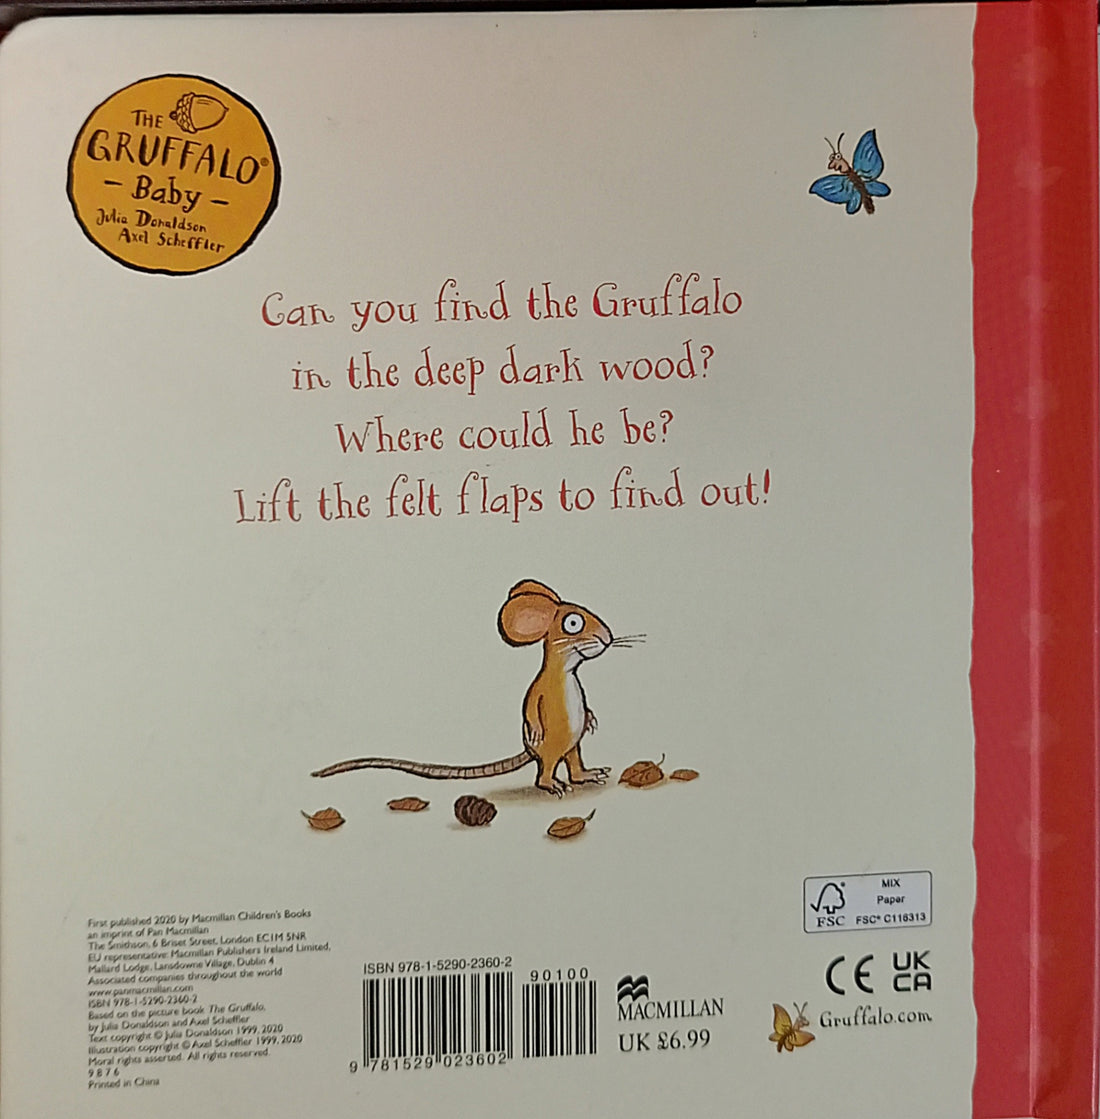 THE
GRUFFALO®
- Baby -
Julia Donaldson
Axel Scheffler
Can you find the Gruffalo
in the deep dark wood?
Where could he be?
Lift the felt flaps to find out!
First published 2020 by Macmillan Children's Books
an imprint of Pan Macmillan
The Smithson, 6 Briset Street, London EC1M 5NR
EU representative: Macmillan Publishers Ireland Limited,
Mallard Lodge, Lansdowne Village, Dublin 4
Associated companies throughout the world
www.panmacmillan.com
ISBN 978-1-5290-2360-2
Based on the picture book The Gruffalo,
by Julia Donaldson and Axel Scheffler
Text copyright © Julia Donaldson 1999, 2020
Illustration copyright © Axel Scheffler 1999, 2020
Moral rights asserted. All rights reserved.
9 8 7 6
Printed in China
ISBN 978-1-5290-2360-2
90100
9 781529 023602
MACMILLAN
UK £6.99
MIX
Paper
FSC
FSC® C116313
CE
UK
CA
Gruffalo.com